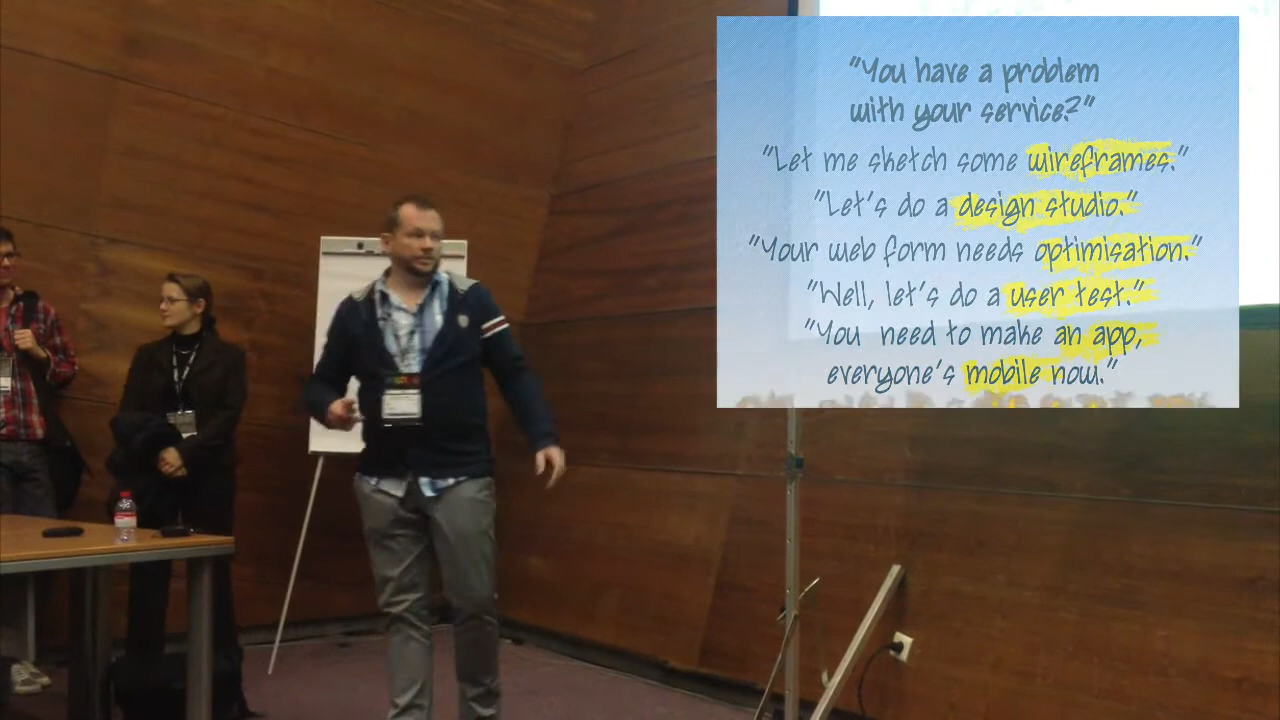 "You have a problem
with your service?"
"Let me sketch some wireframes."
"Let's do a design studio."
"Your web form needs optimisation."
"Well, let's do a user test."
"You need to make an app,
everyone's mobile now."